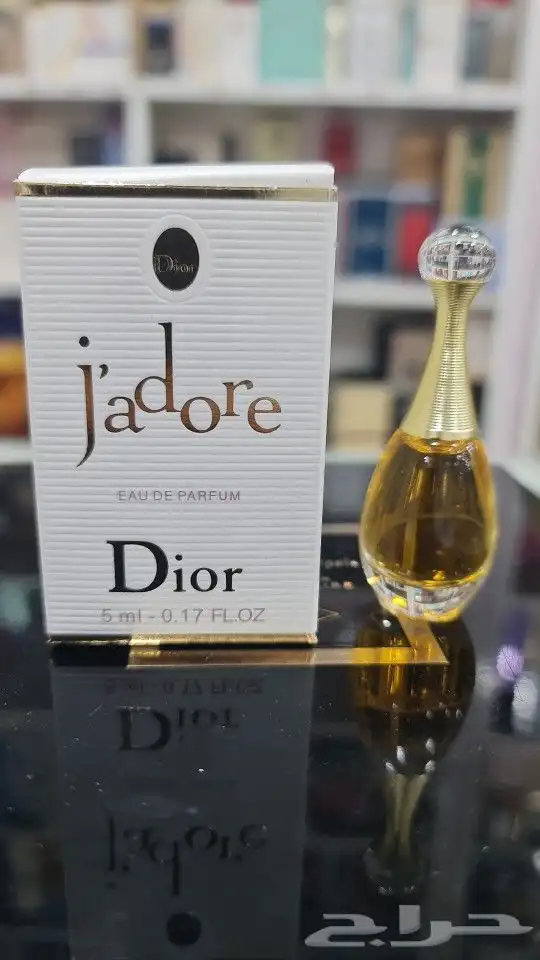 Dior
j'adore
EAU DE PARFUM
Dior
5 ml - 0.17 FL.OZ
حراج